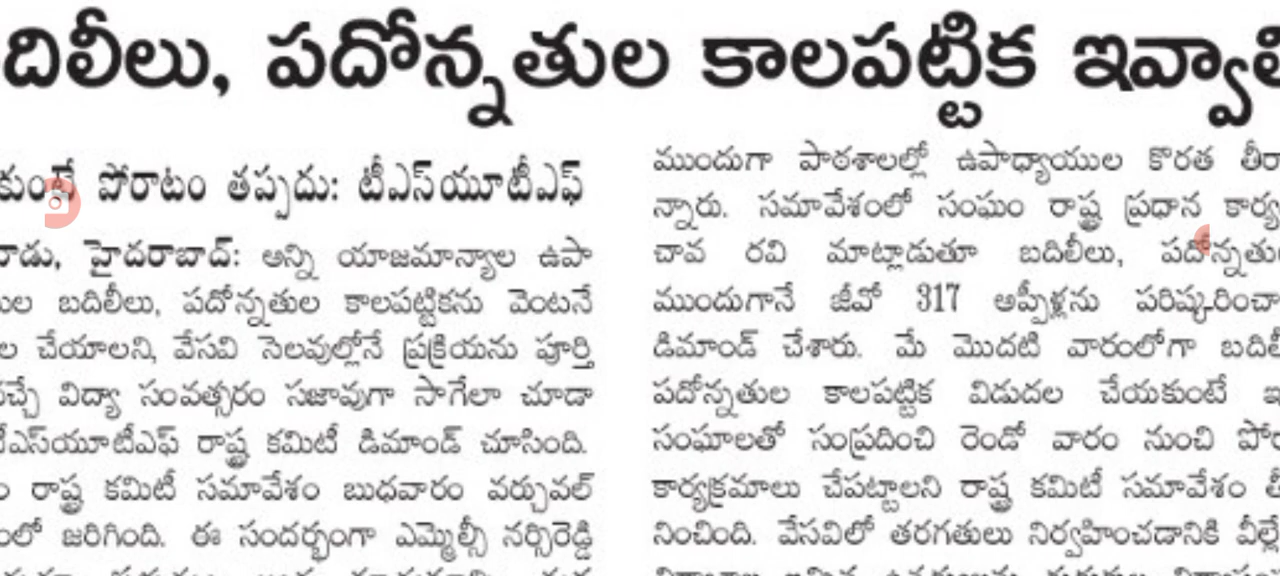 దిలీలు, పదోన్నతుల కాలపట్టిక ఇవ్వాలి
కుంటే పోరాటం తప్పదు: టీఎస్‌యూటీఎఫ్
వాడు, హైదరాబాద్: అన్ని యాజమాన్యాల ఉపా
ుల బదిలీలు, పదోన్నతుల కాలపట్టికను వెంటనే
ల చేయాలని, వేసవి సెలవుల్లోనే ప్రక్రియను పూర్తి
వచ్చే విద్యా సంవత్సరం సజావుగా సాగేలా చూడా
టీఎస్‌యూటీఎఫ్ రాష్ట్ర కమిటీ డిమాండ్ చూసింది.
రాష్ట్ర కమిటీ సమావేశం బుధవారం వర్చువల్
ంలో జరిగింది. ఈ సందర్భంగా ఎమ్మెల్సీ నర్సిరెడ్డి
ముందుగా పాఠశాలల్లో ఉపాధ్యాయుల కొరత తీరా
న్నారు. సమావేశంలో సంఘం రాష్ట్ర ప్రధాన కార్య
చావ రవి మాట్లాడుతూ బదిలీలు, పదోన్నతుల
ముందుగానే జీవో 317 అప్పీళ్లను పరిష్కరించా
డిమాండ్ చేశారు. మే మొదటి వారంలోగా బదిలీ
పదోన్నతుల కాలపట్టిక విడుదల చేయకుంటే
సంఘాలతో సంప్రదించి రెండో వారం నుంచి పోరా
కార్యక్రమాలు చేపట్టాలని రాష్ట్ర కమిటీ సమావేశం తీ
నించింది. వేసవిలో తరగతులు నిర్వహించడానికి వీల్లే